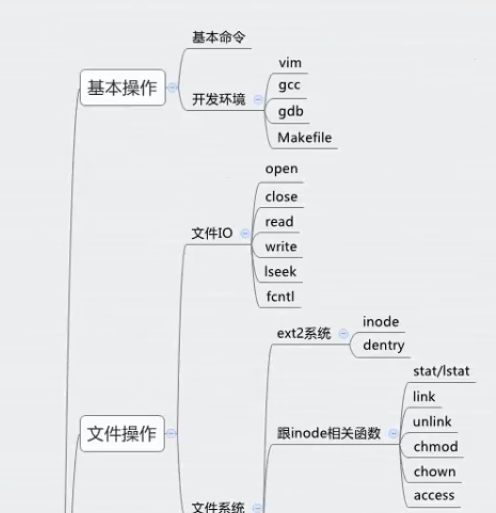 基本操作
基本命令
开发环境
vim
gcc
gdb
Makefile
文件操作
文件IO
open
close
read
write
lseek
fcntl
文件系统
ext2系统
inode
dentry
跟inode相关函数
stat/lstat
link
unlink
chmod
chown
access